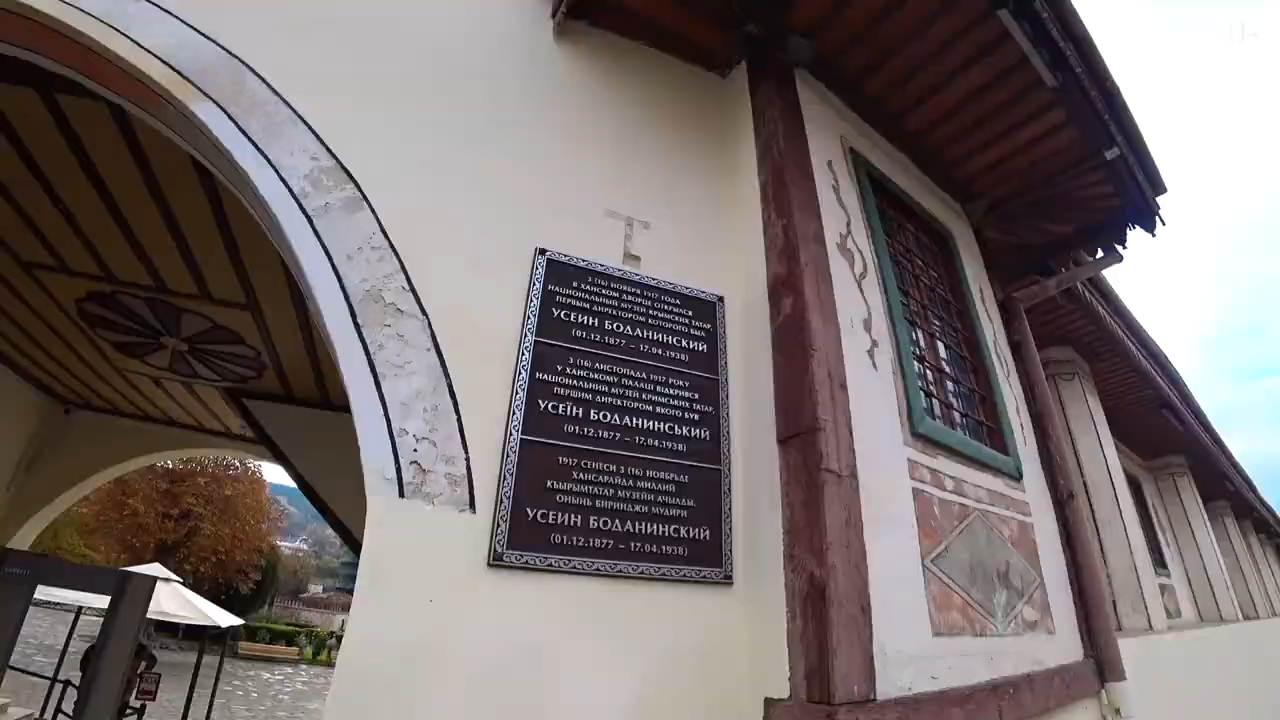 3 (16) НОЯБРЯ 1917 ГОДА
В ХАНСКОМ ДВОРЦЕ ОТКРЫЛСЯ
НАЦИОНАЛЬНЫЙ МУЗЕЙ КРЫМСКИХ ТАТАР,
ПЕРВЫМ ДИРЕКТОРОМ КОТОРОГО БЫЛ
УСЕИН БОДАНИНСКИЙ
(01.12.1877 – 17.04.1938)
3 (16) ЛИСТОПАДА 1917 РОКУ
У ХАНСЬКОМУ ПАЛАЦІ ВІДКРИВСЯ
НАЦІОНАЛЬНИЙ МУЗЕЙ КРИМСЬКИХ ТАТАР,
ПЕРШИМ ДИРЕКТОРОМ ЯКОГО БУВ
УСЕЇН БОДАНИНСЬКИЙ
(01.12.1877 – 17.04.1938)
1917 СЕНЕСИ 3 (16) НОЯБРЬДЕ
ХАНСАРАЙДА МИЛЛИЙ
КЪЫРЫМТАТАР МУЗЕЙИ АЧЫЛДЫ.
ОНЫНЪ БИРИНДЖИ МУДИРИ
УСЕИН БОДАНИНСКИЙ
(01.12.1877 – 17.04.1938)